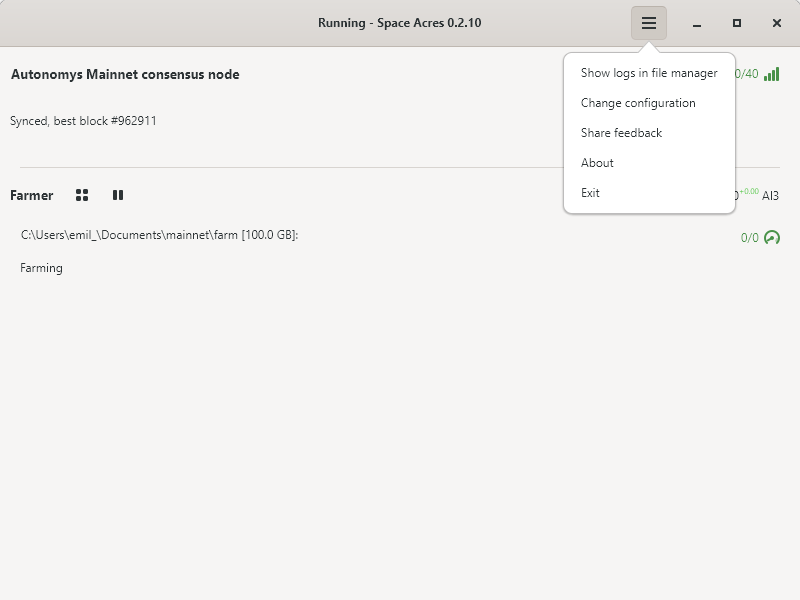 Running - Space Acres 0.2.10
Autonomys Mainnet consensus node
0/40
Show logs in file manager
Change configuration
Share feedback
About
Exit
Synced, best block #962911
Farmer
+0.00 AI3
C:\Users\emil_\Documents\mainnet\farm [100.0 GB]:
0/0
Farming